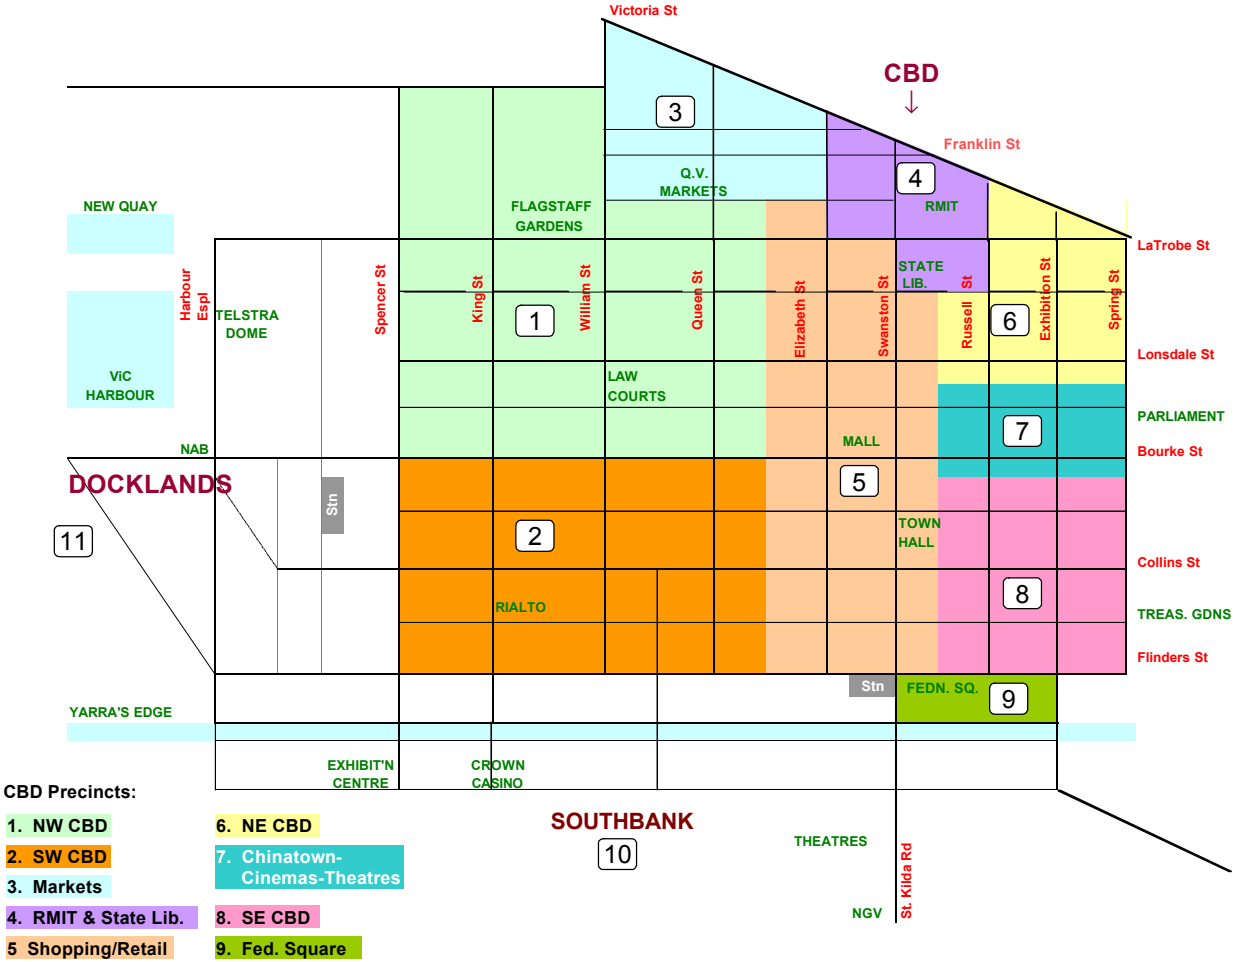 Victoria St
CBD
3
Franklin St
4
Q.V.
MARKETS
NEW QUAY
FLAGSTAFF
GARDENS
RMIT
LaTrobe St
Harbour
Espl
Spencer St
King St
William St
Queen St
Elizabeth St
Swanston St
STATE
LIB.
Russell St
Exhibition St
Spring St
TELSTRA
DOME
1
6
Lonsdale St
ViC
HARBOUR
LAW
COURTS
PARLIAMENT
7
MALL
NAB
Bourke St
DOCKLANDS
5
Stn
11
2
TOWN
HALL
Collins St
8
RIALTO
TREAS. GDNS
Flinders St
Stn
FEDN. SQ.
9
YARRA'S EDGE
EXHIBIT'N
CENTRE
CROWN
CASINO
SOUTHBANK
10
THEATRES
St. Kilda Rd
NGV
CBD Precincts:
1. NW CBD
2. SW CBD
3. Markets
4. RMIT & State Lib.
5 Shopping/Retail
6. NE CBD
7. Chinatown-
Cinemas-Theatres
8. SE CBD
9. Fed. Square